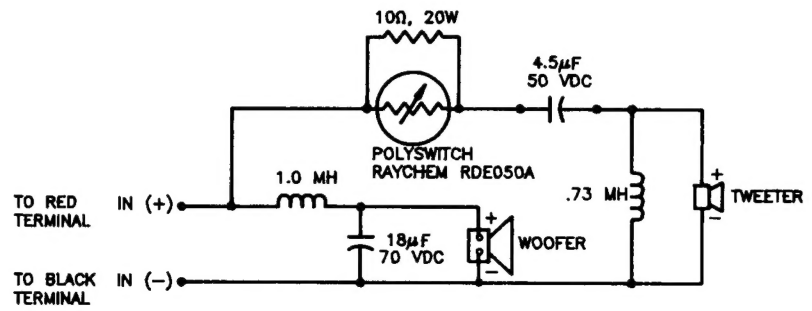 10Ω, 20W
4.5μF
50 VDC
POLYSWITCH
RAYCHEM RDE050A
1.0 MH
.73 MH
+
TWEETER
−
TO RED
TERMINAL
IN (+)
18μF
70 VDC
+
WOOFER
−
TO BLACK
TERMINAL
IN (−)